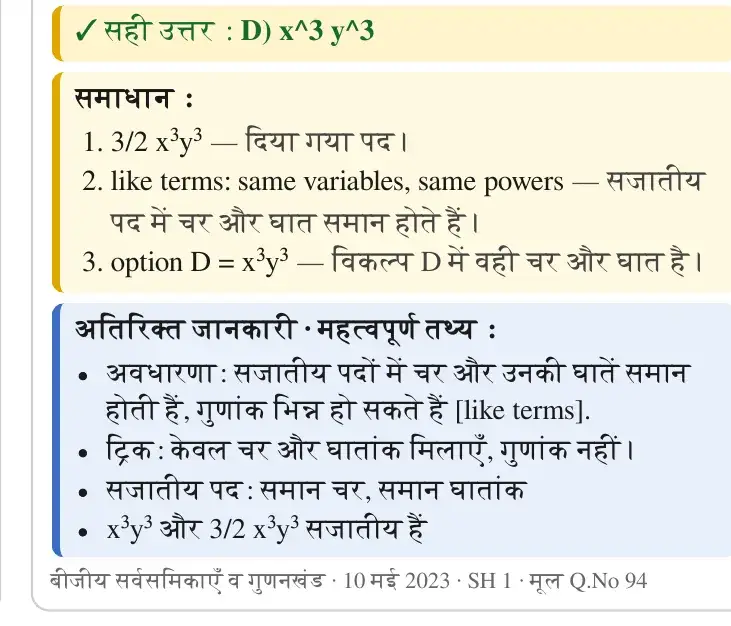 ✓ सही उत्तर : D) x^3 y^3
समाधान :
1. 3/2 x³y³ — दिया गया पद।
2. like terms: same variables, same powers — सजातीय
पद में चर और घात समान होते हैं।
3. option D = x³y³ — विकल्प D में वही चर और घात है।
अतिरिक्त जानकारी · महत्वपूर्ण तथ्य :
• अवधारणा : सजातीय पदों में चर और उनकी घातें समान
होती हैं, गुणांक भिन्न हो सकते हैं [like terms].
• ट्रिक : केवल चर और घातांक मिलाएँ, गुणांक नहीं।
• सजातीय पद : समान चर, समान घातांक
• x³y³ और 3/2 x³y³ सजातीय हैं
बीजीय सर्वसमिकाएँ व गुणनखंड · 10 मई 2023 · SH 1 · मूल Q.No 94